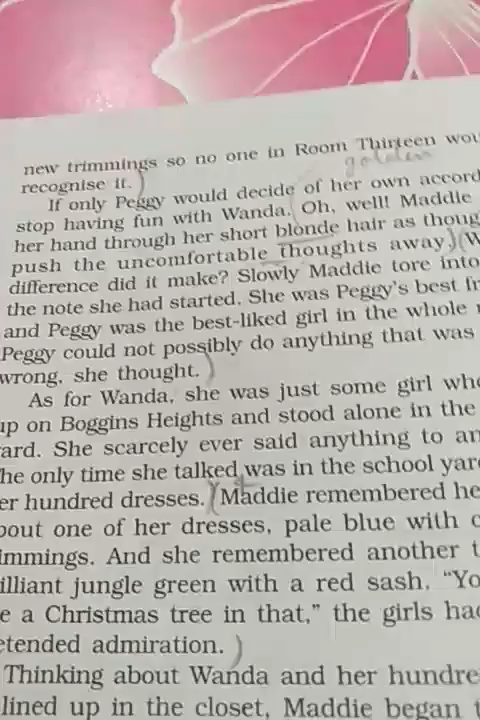 new trimmings so no one in Room Thirteen wou
golden
recognise it.)
If only Peggy would decide of her own accord
stop having fun with Wanda. Oh, well! Maddie
her hand through her short blonde hair as thoug
push the uncomfortable thoughts away.) (W
difference did it make? Slowly Maddie tore into
the note she had started. She was Peggy's best fr
and Peggy was the best-liked girl in the whole
Peggy could not possibly do anything that was
wrong, she thought.)
As for Wanda, she was just some girl who
up on Boggins Heights and stood alone in the
ard. She scarcely ever said anything to an
he only time she talked was in the school yard
er hundred dresses. (Maddie remembered he
bout one of her dresses, pale blue with c
immings. And she remembered another t
illiant jungle green with a red sash. “Yo
e a Christmas tree in that,” the girls had
etended admiration.)
Thinking about Wanda and her hundre
lined up in the closet, Maddie began t